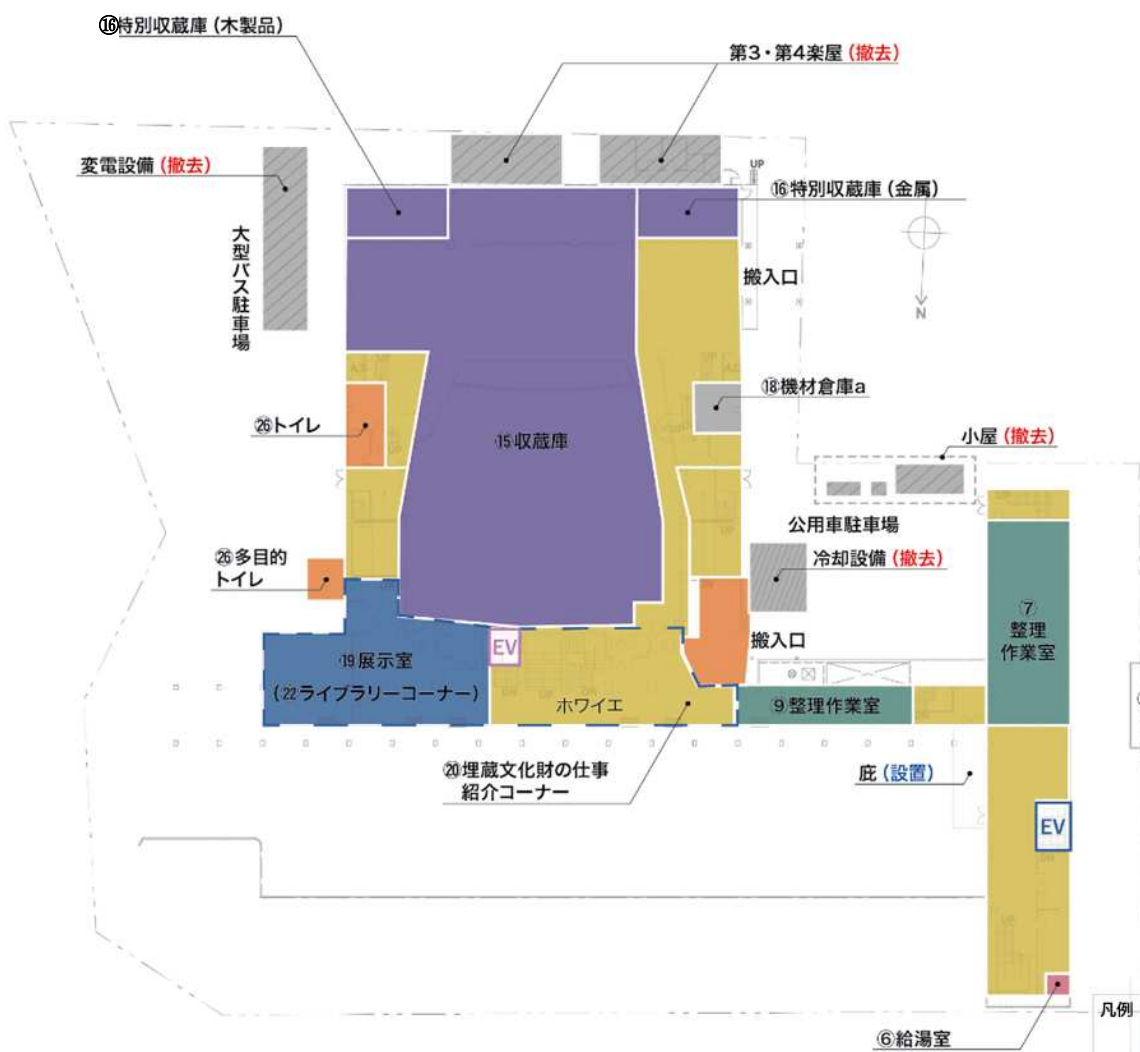 ⑯特別収蔵庫（木製品）
第3・第4楽屋（撤去）
変電設備（撤去）
UP
⑯特別収蔵庫（金属）
大型バス駐車場
搬入口
N
⑱機材倉庫a
㉖トイレ
⑮収蔵庫
小屋（撤去）
公用車駐車場
㉖多目的
トイレ
冷却設備（撤去）
⑦
整理
作業室
搬入口
EV
⑲展示室
（㉒ライブラリーコーナー）
ホワイエ
⑨整理作業室
⑳埋蔵文化財の仕事
紹介コーナー
庇（設置）
EV
UP
凡例
⑥給湯室